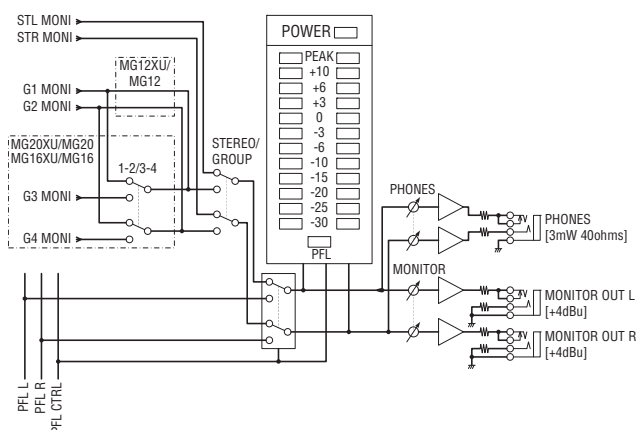 STL MONI
STR MONI
MG12XU/
MG12
G1 MONI
G2 MONI
MG20XU/MG20
MG16XU/MG16
1-2/3-4
G3 MONI
G4 MONI
STEREO/
GROUP
POWER
PEAK
+10
+6
+3
0
-3
-6
-10
-15
-20
-25
-30
PFL
PHONES
PHONES
[3mW 40ohms]
MONITOR
MONITOR OUT L
[+4dBu]
MONITOR OUT R
[+4dBu]
PFL L
PFL R
PFL CTRL